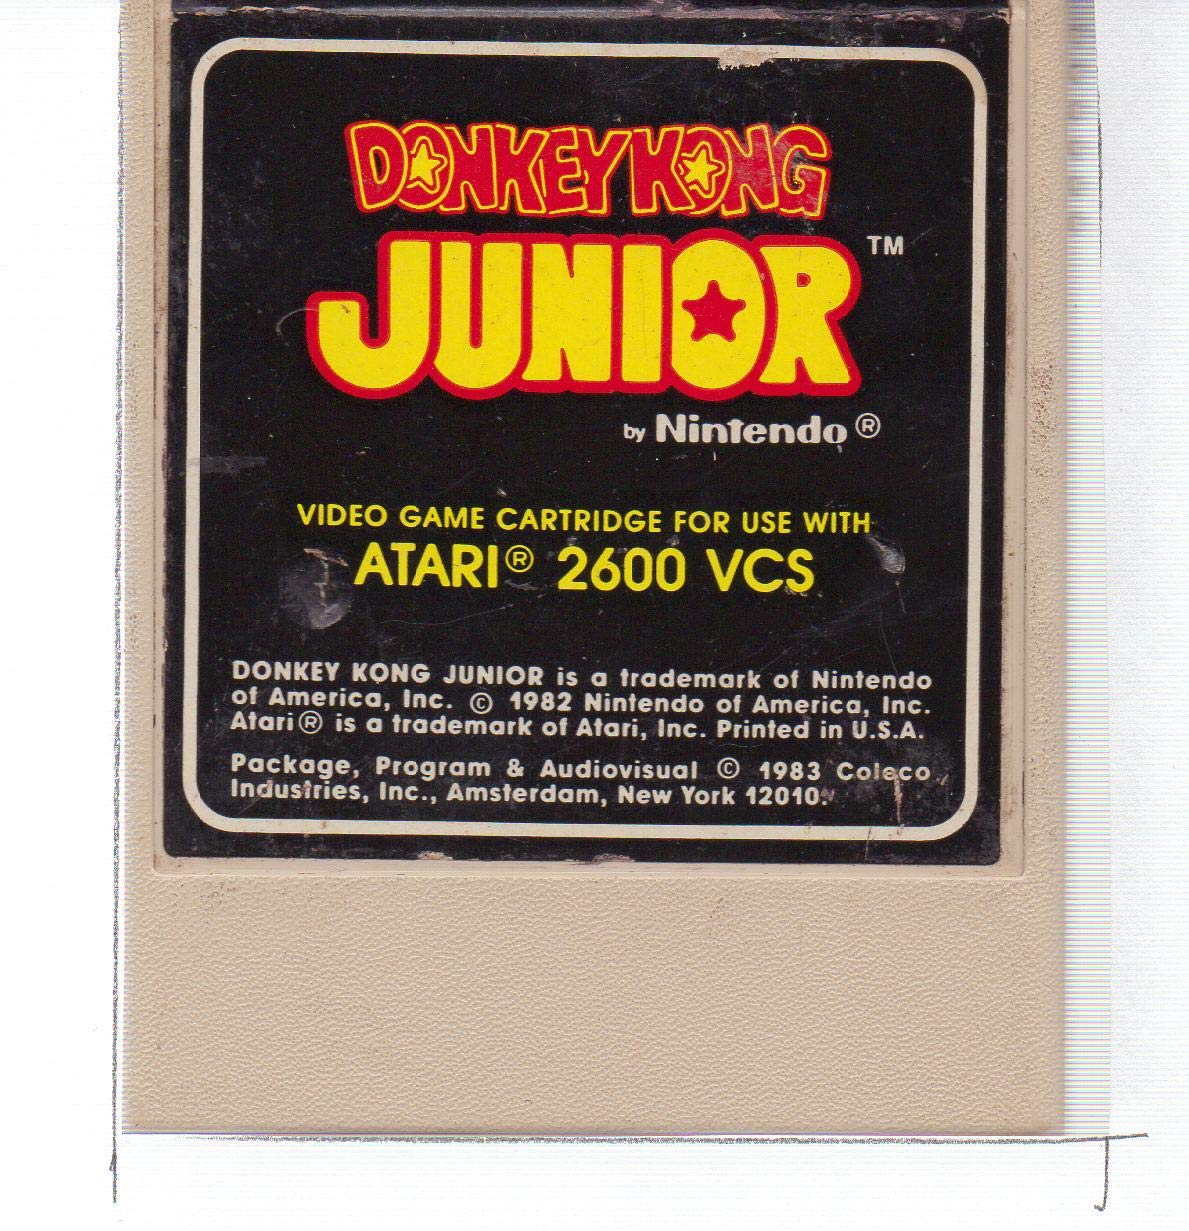 DONKEY KONG
JUNIOR ™
by Nintendo ®
VIDEO GAME CARTRIDGE FOR USE WITH
ATARI® 2600 VCS
DONKEY KONG JUNIOR is a trademark of Nintendo
of America, Inc. © 1982 Nintendo of America, Inc.
Atari® is a trademark of Atari, Inc. Printed in U.S.A.
Package, Program & Audiovisual © 1983 Coleco
Industries, Inc., Amsterdam, New York 12010.